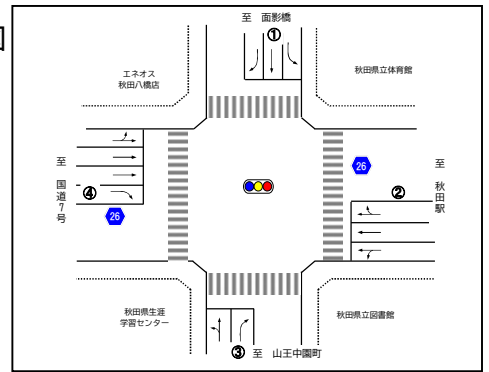 図
至 面影橋
①
エネオス
秋田八橋店
秋田県立体育館
至 国道7号
④
26
26
至 秋田駅
②
秋田県生涯
学習センター
秋田県立図書館
③ 至 山王中園町